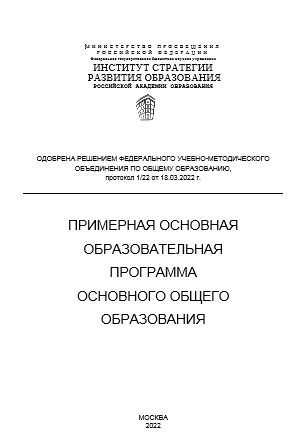 МИНИСТЕРСТВО ПРОСВЕЩЕНИЯ
РОССИЙСКОЙ ФЕДЕРАЦИИ
Федеральное государственное бюджетное научное учреждение
ИНСТИТУТ СТРАТЕГИИ
РАЗВИТИЯ ОБРАЗОВАНИЯ
РОССИЙСКОЙ АКАДЕМИИ ОБРАЗОВАНИЯ
ОДОБРЕНА РЕШЕНИЕМ ФЕДЕРАЛЬНОГО УЧЕБНО-МЕТОДИЧЕСКОГО
ОБЪЕДИНЕНИЯ ПО ОБЩЕМУ ОБРАЗОВАНИЮ,
протокол 1/22 от 18.03.2022 г.
ПРИМЕРНАЯ ОСНОВНАЯ
ОБРАЗОВАТЕЛЬНАЯ
ПРОГРАММА
ОСНОВНОГО ОБЩЕГО
ОБРАЗОВАНИЯ
МОСКВА
2022